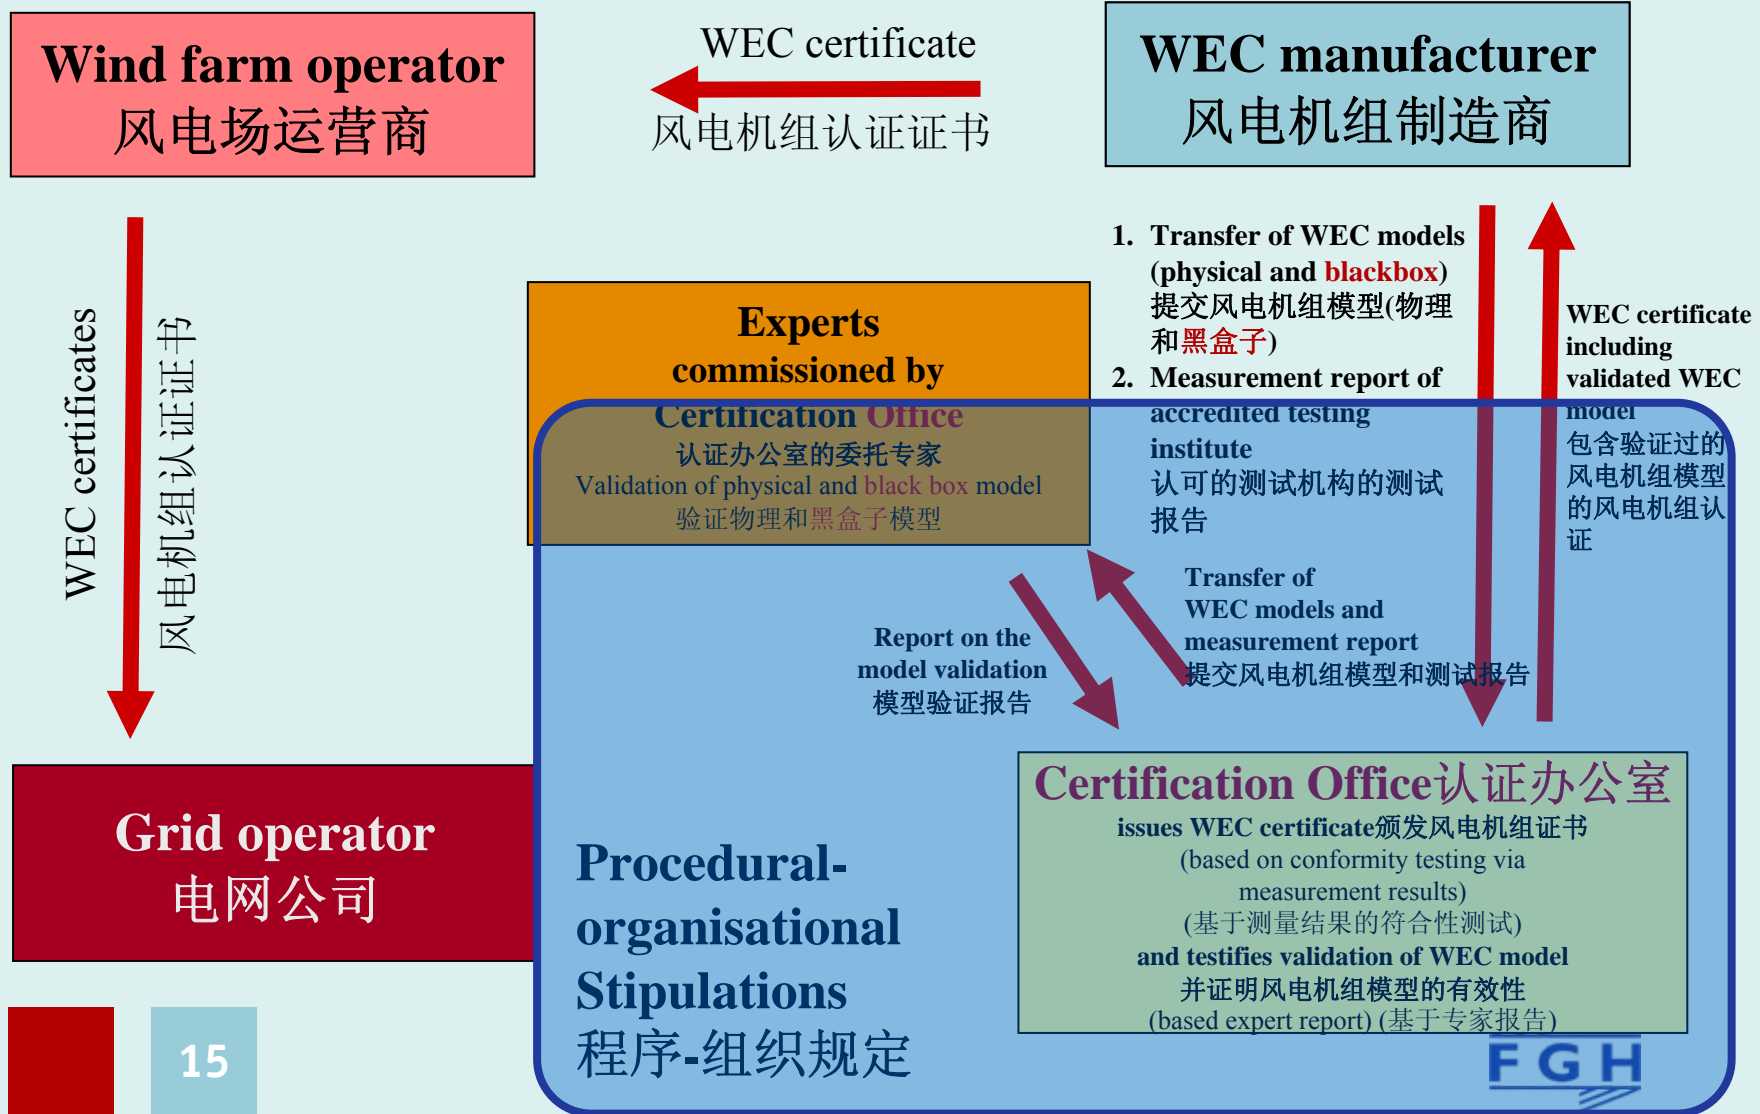 Wind farm operator
风电场运营商
WEC certificate
风电机组认证证书
WEC manufacturer
风电机组制造商
WEC certificates
风电机组认证证书
Experts
commissioned by
Certification Office
认证办公室的委托专家
Validation of physical and black box model
验证物理和黑盒子模型
1. Transfer of WEC models
(physical and blackbox)
提交风电机组模型(物理
和黑盒子)
2. Measurement report of
accredited testing
institute
认可的测试机构的测试
报告
WEC certificate
including
validated WEC
model
包含验证过的
风电机组模型
的风电机组认
证
Transfer of
WEC models and
measurement report
提交风电机组模型和测试报告
Report on the
model validation
模型验证报告
Grid operator
电网公司
Procedural-
organisational
Stipulations
程序-组织规定
Certification Office认证办公室
issues WEC certificate颁发风电机组证书
(based on conformity testing via
measurement results)
(基于测量结果的符合性测试)
and testifies validation of WEC model
并证明风电机组模型的有效性
(based expert report) (基于专家报告)
15
FGH